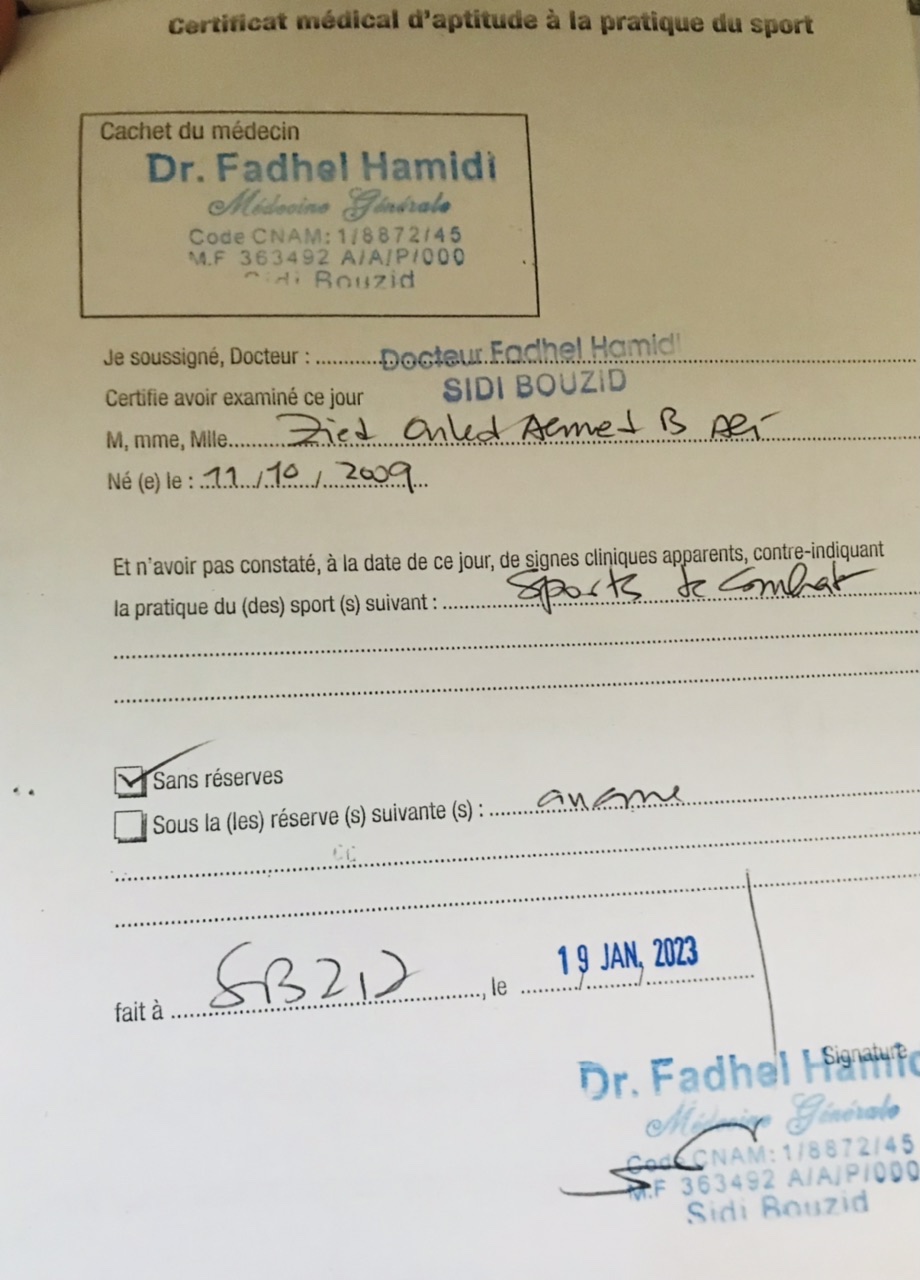 Certificat médical d'aptitude à la pratique du sport
Cachet du médecin
Dr. Fadhel Hamidi
Médecine Générale
Code CNAM: 1/8872/45
M.F 363492 A/A/P/000
Sidi Bouzid
Je soussigné, Docteur : Docteur Fadhel Hamidi
SIDI BOUZID
Certifie avoir examiné ce jour
M, mme, Mlle Zied Ouled Ahmed B Ali
Né (e) le : 11/10/2009
Et n'avoir pas constaté, à la date de ce jour, de signes cliniques apparents, contre-indiquant
la pratique du (des) sport (s) suivant : Sports de Combat
Sans réserves
Sous la (les) réserve (s) suivante (s) :
fait à SBZID, le 19 JAN. 2023
Signature
Dr. Fadhel Hamid
Médecine Générale
Code CNAM: 1/8872/45
M.F 363492 A/A/P/000
Sidi Bouzid